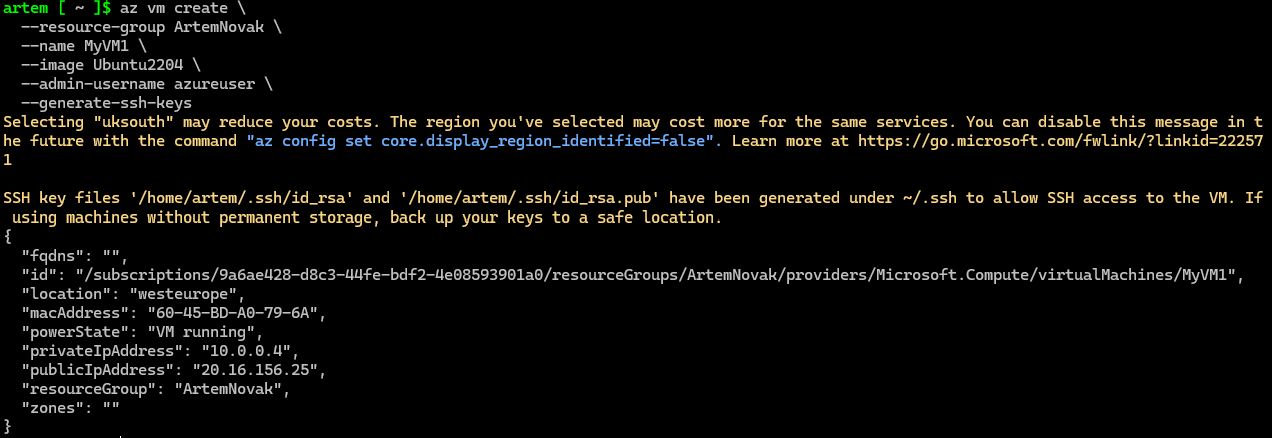 artem [ ~ ]$ az vm create \
  --resource-group ArtemNovak \
  --name MyVM1 \
  --image Ubuntu2204 \
  --admin-username azureuser \
  --generate-ssh-keys
Selecting "uksouth" may reduce your costs. The region you've selected may cost more for the same services. You can disable this message in t
he future with the command "az config set core.display_region_identified=false". Learn more at https://go.microsoft.com/fwlink/?linkid=22257
1
SSH key files '/home/artem/.ssh/id_rsa' and '/home/artem/.ssh/id_rsa.pub' have been generated under ~/.ssh to allow SSH access to the VM. If
 using machines without permanent storage, back up your keys to a safe location.
{
  "fqdns": "",
  "id": "/subscriptions/9a6ae428-d8c3-44fe-bdf2-4e08593901a0/resourceGroups/ArtemNovak/providers/Microsoft.Compute/virtualMachines/MyVM1",
  "location": "westeurope",
  "macAddress": "60-45-BD-A0-79-6A",
  "powerState": "VM running",
  "privateIpAddress": "10.0.0.4",
  "publicIpAddress": "20.16.156.25",
  "resourceGroup": "ArtemNovak",
  "zones": ""
}